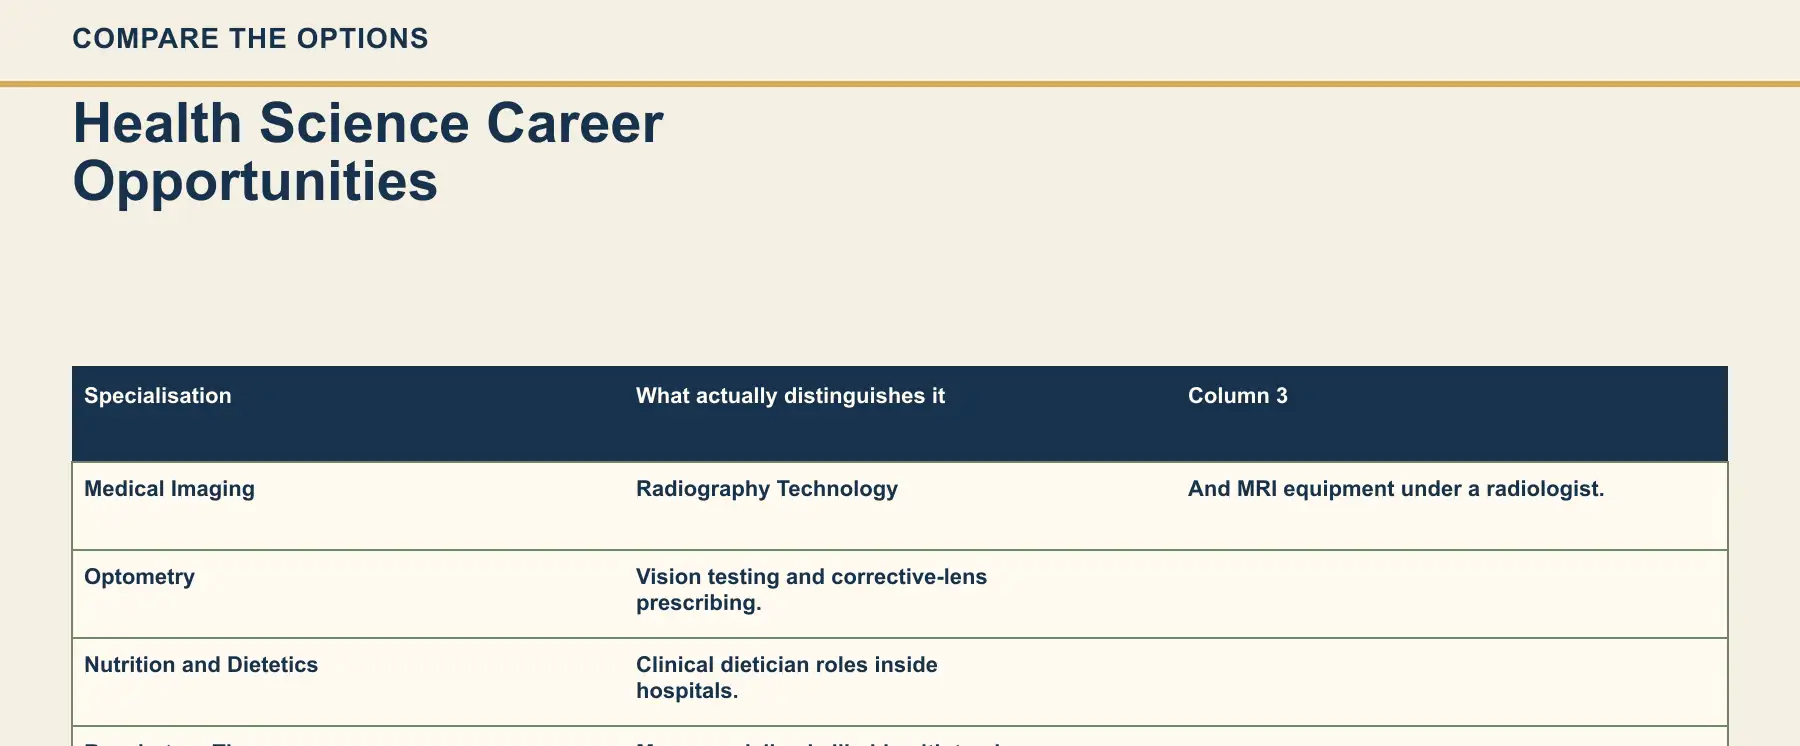 COMPARE THE OPTIONS
Health Science Career
Opportunities
Specialisation
What actually distinguishes it
Column 3
Medical Imaging
Radiography Technology
And MRI equipment under a radiologist.
Optometry
Vision testing and corrective-lens
prescribing.
Nutrition and Dietetics
Clinical dietician roles inside
hospitals.